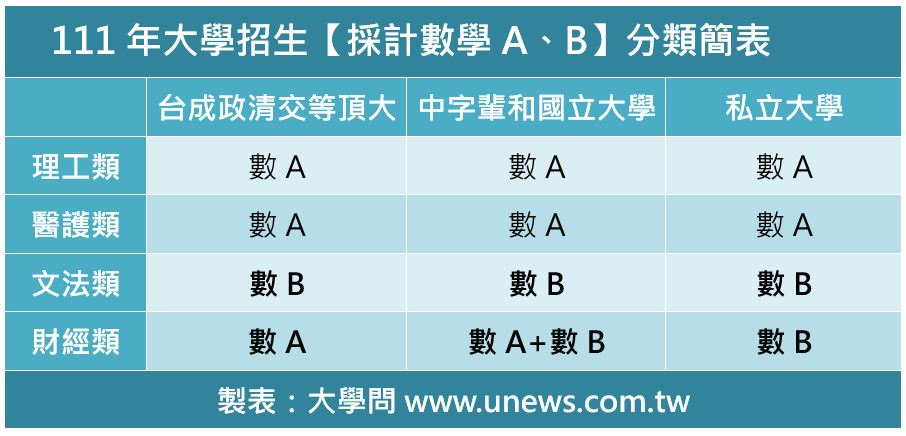 111 年大學招生【採計數學 A、B】分類簡表
台成政清交等頂大 中字輩和國立大學 私立大學
理工類 數 A 數 A 數 A
醫護類 數 A 數 A 數 A
文法類 數 B 數 B 數 B
財經類 數 A 數 A+數 B 數 B
製表：大學問 www.unews.com.tw